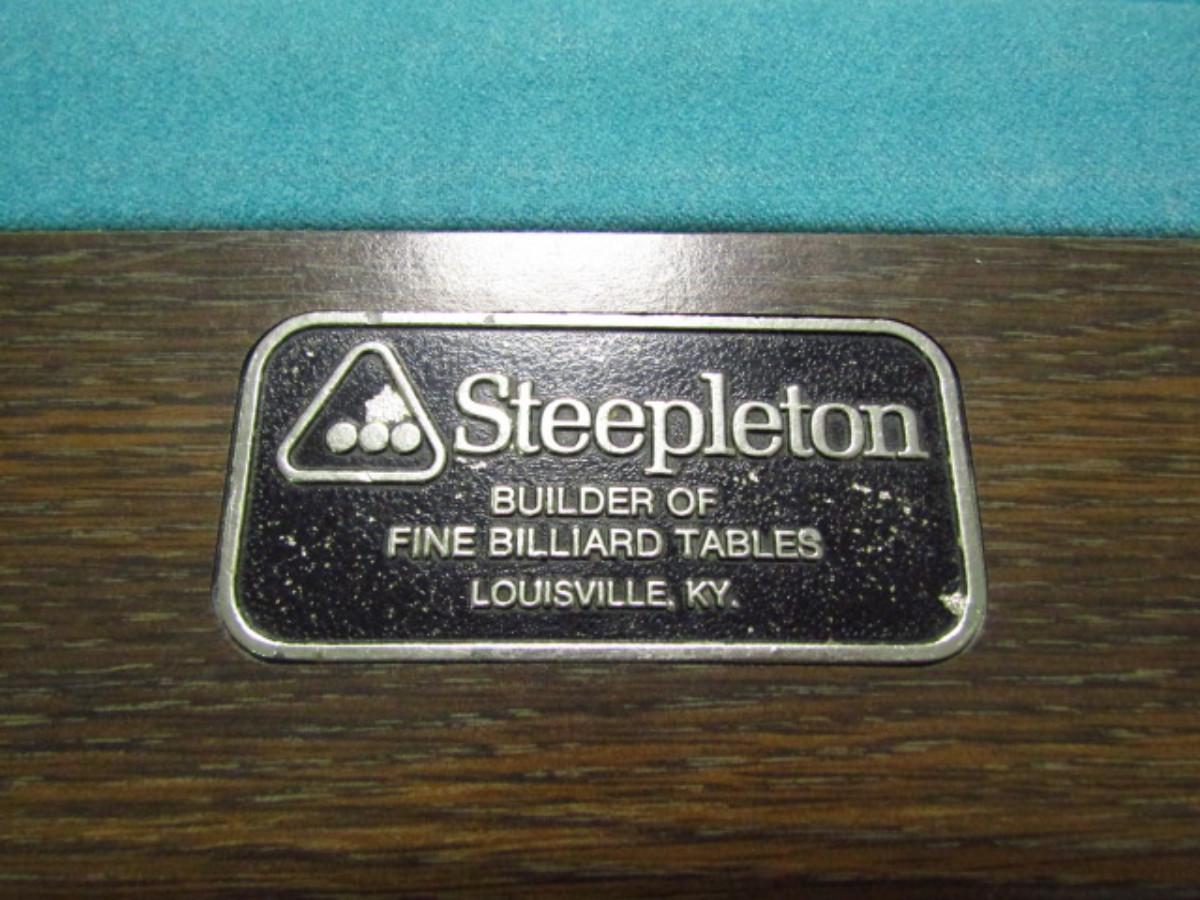 Steepleton
BUILDER OF
FINE BILLIARD TABLES
LOUISVILLE, KY.